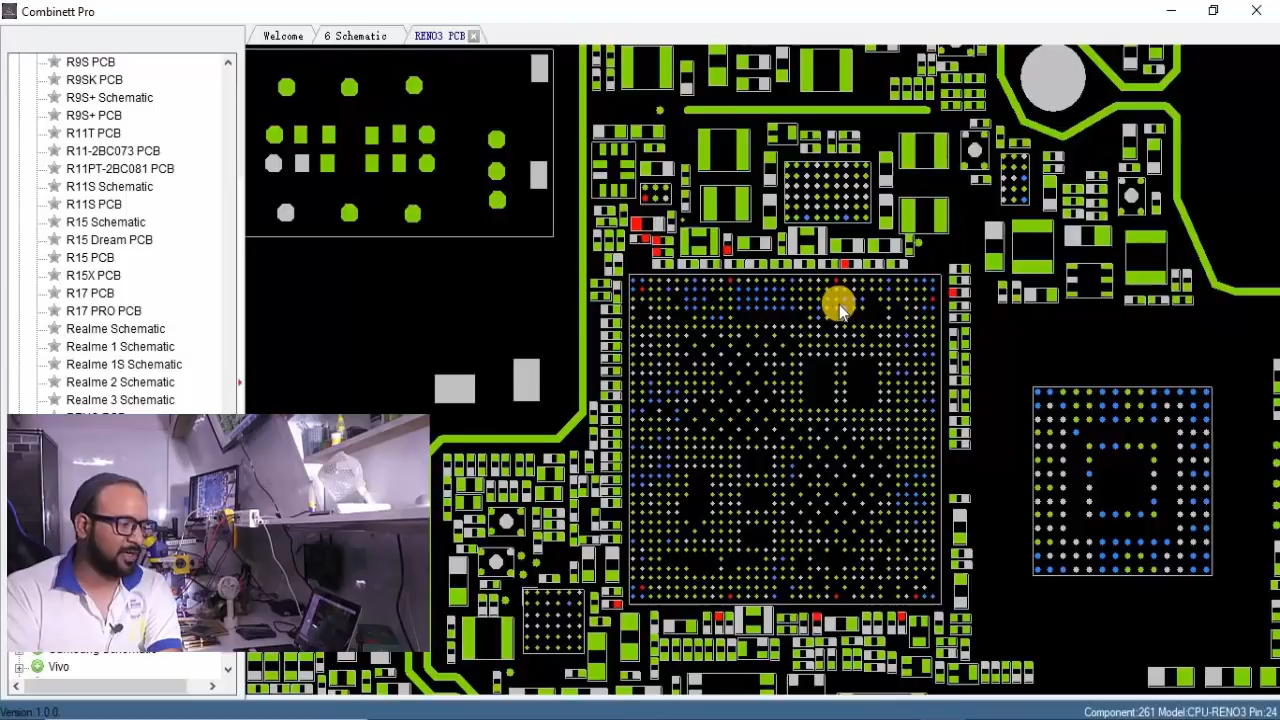 Combinett Pro
Welcome
6 Schematic
RENO3 PCB
R9S PCB
R9SK PCB
R9S+ Schematic
R9S+ PCB
R11T PCB
R11-2BC073 PCB
R11PT-2BC081 PCB
R11S Schematic
R11S PCB
R15 Schematic
R15 Dream PCB
R15 PCB
R15X PCB
R17 PCB
R17 PRO PCB
Realme Schematic
Realme 1 Schematic
Realme 1S Schematic
Realme 2 Schematic
Realme 3 Schematic
Vivo
Version:1.0.0.
Component:261 Model:CPU-RENO3 Pin:24